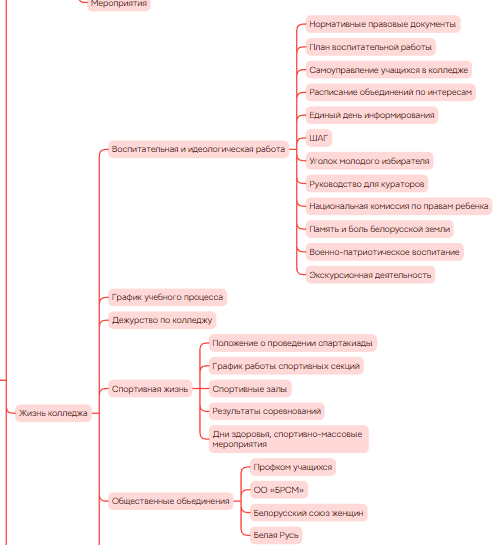 Мероприятия
Нормативные правовые документы
План воспитательной работы
Самоуправление учащихся в колледже
Расписание объединений по интересам
Единый день информирования
Воспитательная и идеологическая работа
ШАГ
Уголок молодого избирателя
Руководство для кураторов
Национальная комиссия по правам ребенка
Память и боль белорусской земли
Военно-патриотическое воспитание
Экскурсионная деятельность
График учебного процесса
Дежурство по колледжу
Положение о проведении спартакиады
График работы спортивных секций
Спортивная жизнь
Спортивные залы
Результаты соревнований
Жизнь колледжа
Дни здоровья, спортивно-массовые
мероприятия
Профком учащихся
ОО «БРСМ»
Общественные объединения
Белорусский союз женщин
Белая Русь